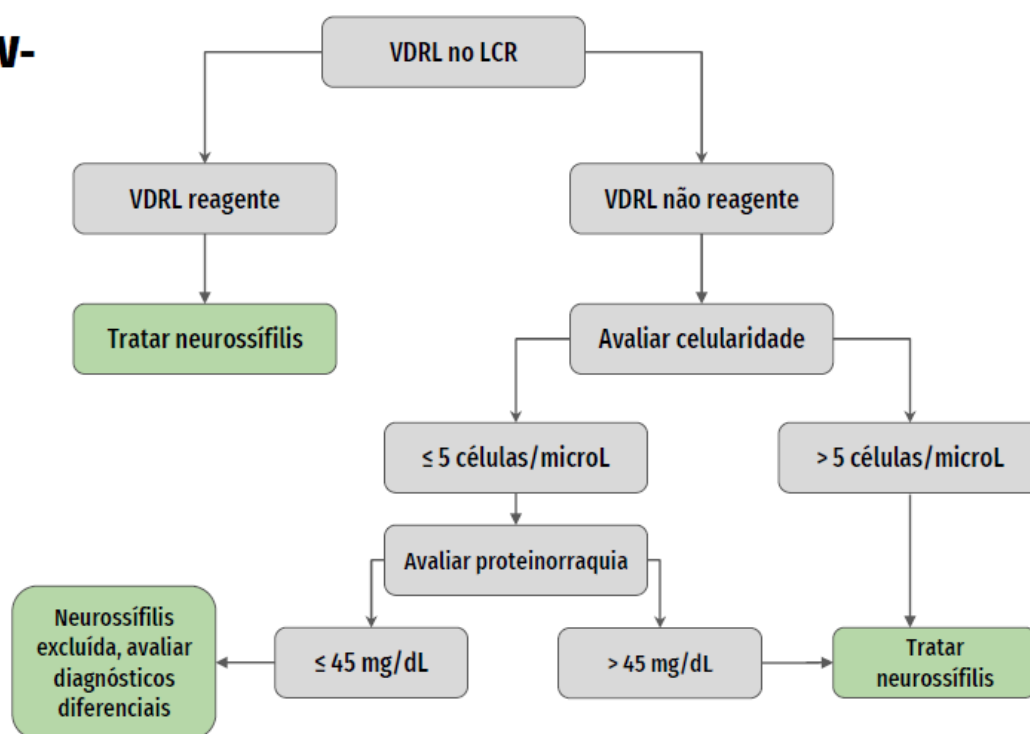 V-
VDRL no LCR
VDRL reagente
VDRL não reagente
Tratar neurossífilis
Avaliar celularidade
≤ 5 células/microL
> 5 células/microL
Avaliar proteinorraquia
Neurossífilis
excluída, avaliar
diagnósticos
diferenciais
≤ 45 mg/dL
> 45 mg/dL
Tratar
neurossífilis